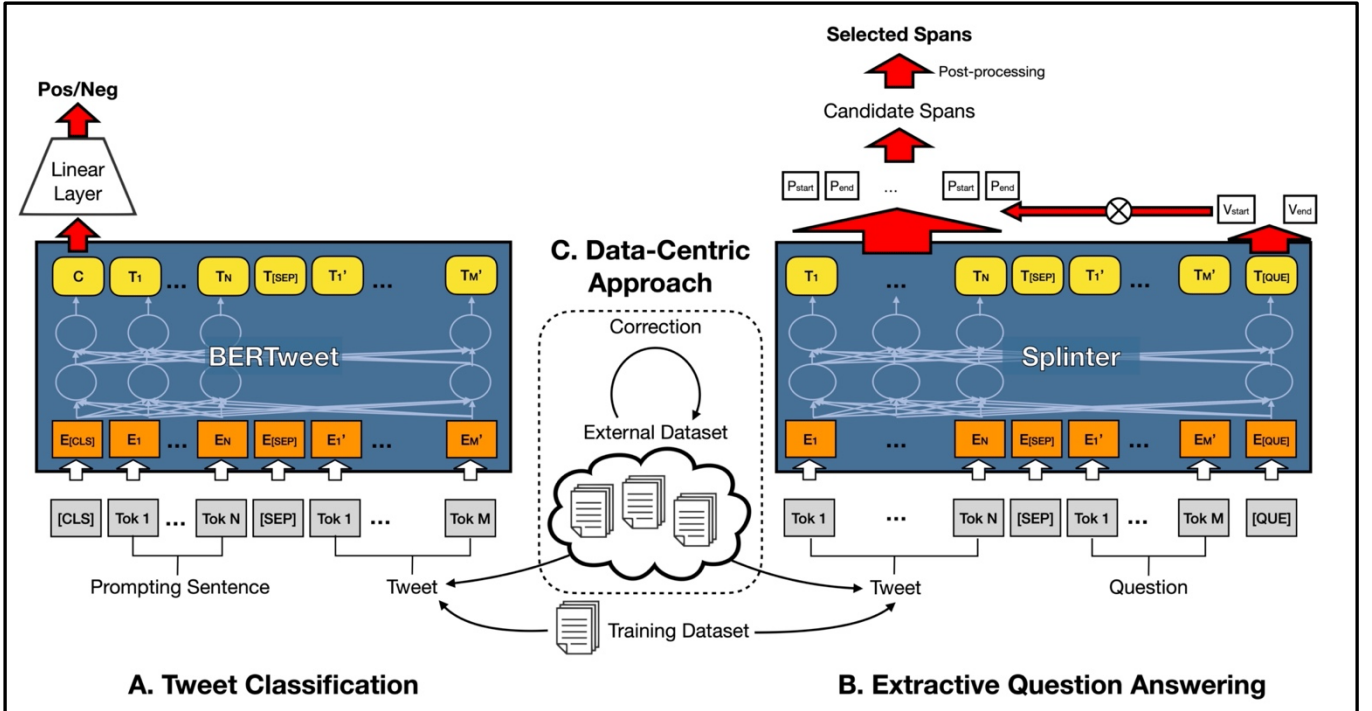 Selected Spans
Post-processing
Candidate Spans
Pos/Neg
Linear
Layer
Pstart Pend ... Pstart Pend
Vstart Vend
C T1 ... TN T[SEP] T1' ... TM'
BERTweet
E[CLS] E1 ... EN E[SEP] E1' ... EM'
[CLS] Tok 1 ... Tok N [SEP] Tok 1 ... Tok M
Prompting Sentence Tweet
C. Data-Centric
Approach
Correction
External Dataset
Training Dataset
T1 ... TN T[SEP] T1' ... TM' T[QUE]
Splinter
E1 ... EN E[SEP] E1' ... EM' E[QUE]
Tok 1 ... Tok N [SEP] Tok 1 ... Tok M [QUE]
Tweet Question
A. Tweet Classification
B. Extractive Question Answering